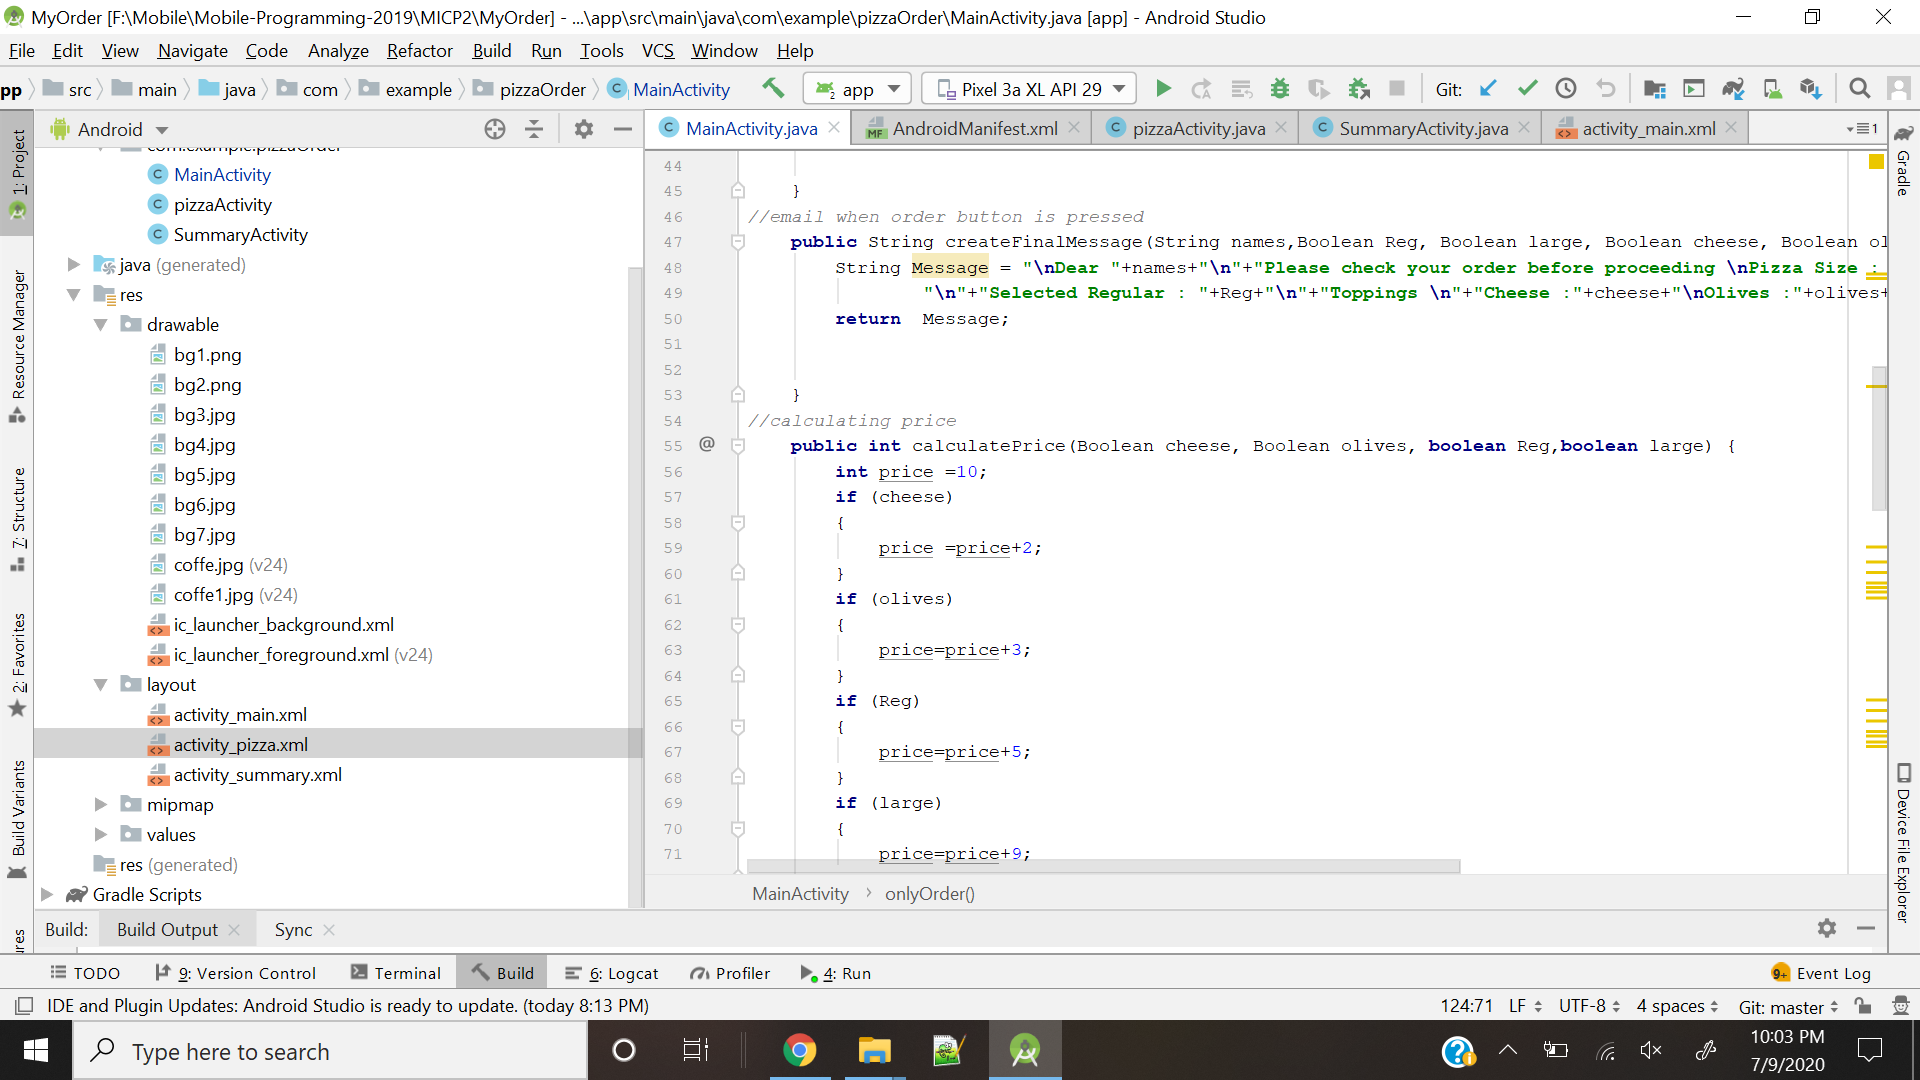 MyOrder [F:\Mobile\Mobile-Programming-2019\MICP2\MyOrder] - ...\app\src\main\java\com\example\pizzaOrder\MainActivity.java [app] - Android Studio
File Edit View Navigate Code Analyze Refactor Build Run Tools VCS Window Help
pp src main java com example pizzaOrder MainActivity app Pixel 3a XL API 29 Git:
Android
MainActivity.java AndroidManifest.xml pizzaActivity.java SummaryActivity.java activity_main.xml 1
1: Project
Resource Manager
7: Structure
2: Favorites
Build Variants
com.example.pizzaOrder
MainActivity
pizzaActivity
SummaryActivity
java (generated)
res
drawable
bg1.png
bg2.png
bg3.jpg
bg4.jpg
bg5.jpg
bg6.jpg
bg7.jpg
coffe.jpg (v24)
coffe1.jpg (v24)
ic_launcher_background.xml
ic_launcher_foreground.xml (v24)
layout
activity_main.xml
activity_pizza.xml
activity_summary.xml
mipmap
values
res (generated)
Gradle Scripts
44
45 }
46 //email when order button is pressed
47 public String createFinalMessage(String names,Boolean Reg, Boolean large, Boolean cheese, Boolean ol
48 String Message = "\nDear "+names+"\n"+"Please check your order before proceeding \nPizza Size :
49 "\n"+"Selected Regular : "+Reg+"\n"+"Toppings \n"+"Cheese :"+cheese+"\nOlives :"+olives+
50 return  Message;
51
52
53 }
54 //calculating price
55 @ public int calculatePrice(Boolean cheese, Boolean olives, boolean Reg,boolean large) {
56 int price =10;
57 if (cheese)
58 {
59 price =price+2;
60 }
61 if (olives)
62 {
63 price=price+3;
64 }
65 if (Reg)
66 {
67 price=price+5;
68 }
69 if (large)
70 {
71 price=price+9;
MainActivity › onlyOrder()
Gradle
Device File Explorer
Build: Build Output Sync
TODO 9: Version Control Terminal Build 6: Logcat Profiler 4: Run 9+ Event Log
IDE and Plugin Updates: Android Studio is ready to update. (today 8:13 PM) 124:71 LF UTF-8 4 spaces Git: master
Type here to search
10:03 PM
7/9/2020